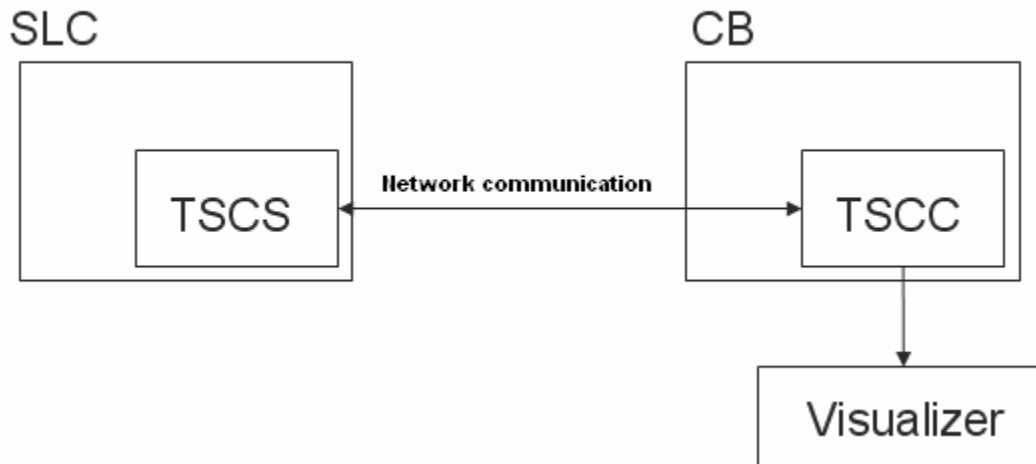 SLC
CB
Network communication
TSCS
TSCC
Visualizer